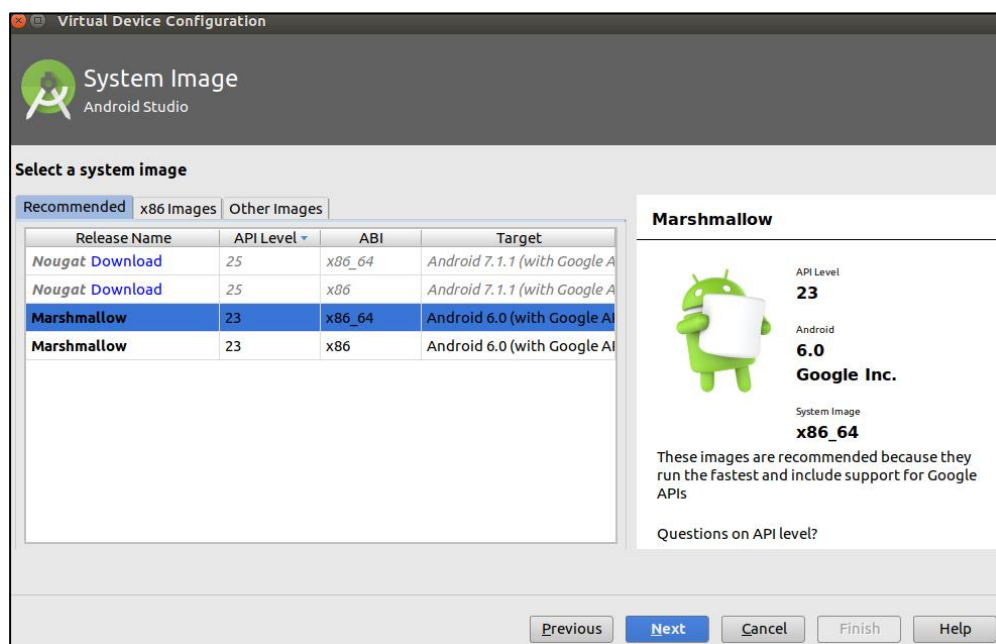 Virtual Device Configuration
System Image
Android Studio
Select a system image
Recommended x86 Images Other Images
Release Name API Level ABI Target
Nougat Download 25 x86_64 Android 7.1.1 (with Google A
Nougat Download 25 x86 Android 7.1.1 (with Google A
Marshmallow 23 x86_64 Android 6.0 (with Google AI
Marshmallow 23 x86 Android 6.0 (with Google AI
Marshmallow
API Level
23
Android
6.0
Google Inc.
System Image
x86_64
These images are recommended because they
run the fastest and include support for Google
APIs
Questions on API level?
Previous Next Cancel Finish Help